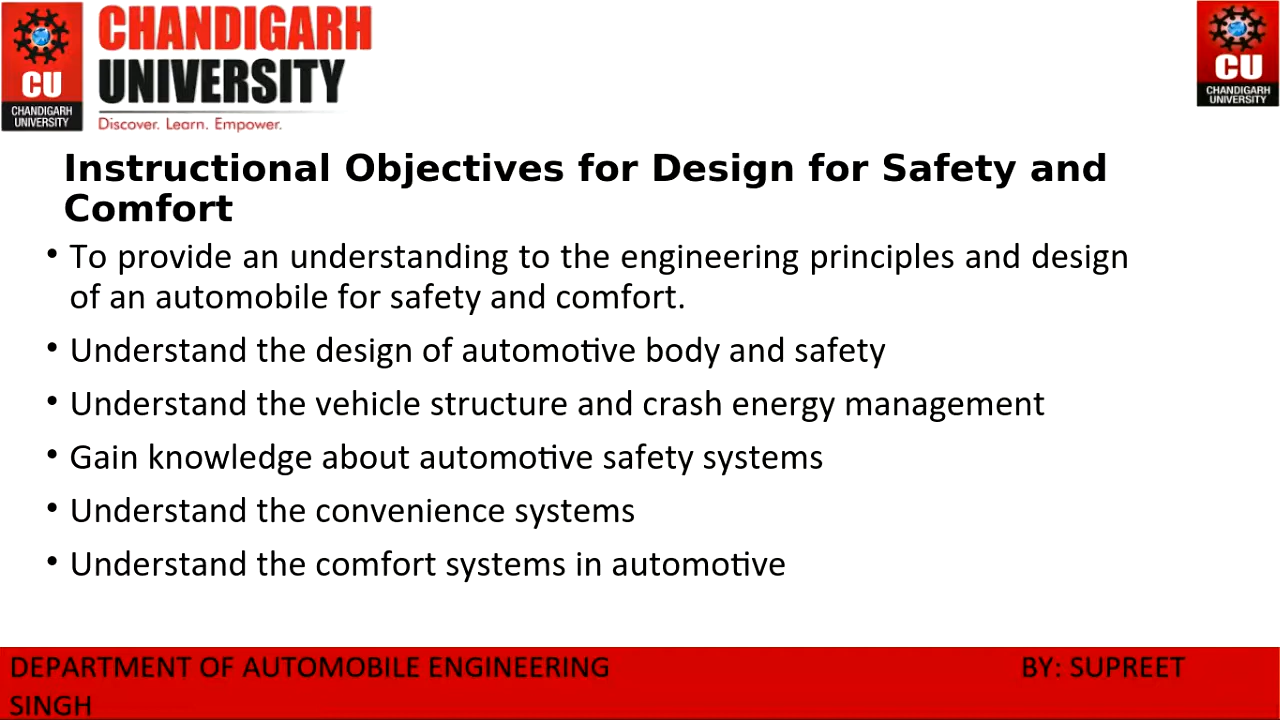 CHANDIGARH
UNIVERSITY
Discover. Learn. Empower.
CU
CHANDIGARH
UNIVERSITY
CU
CHANDIGARH
UNIVERSITY
Instructional Objectives for Design for Safety and
Comfort
• To provide an understanding to the engineering principles and design
of an automobile for safety and comfort.
• Understand the design of automotive body and safety
• Understand the vehicle structure and crash energy management
• Gain knowledge about automotive safety systems
• Understand the convenience systems
• Understand the comfort systems in automotive
DEPARTMENT OF AUTOMOBILE ENGINEERING BY: SUPREET
SINGH